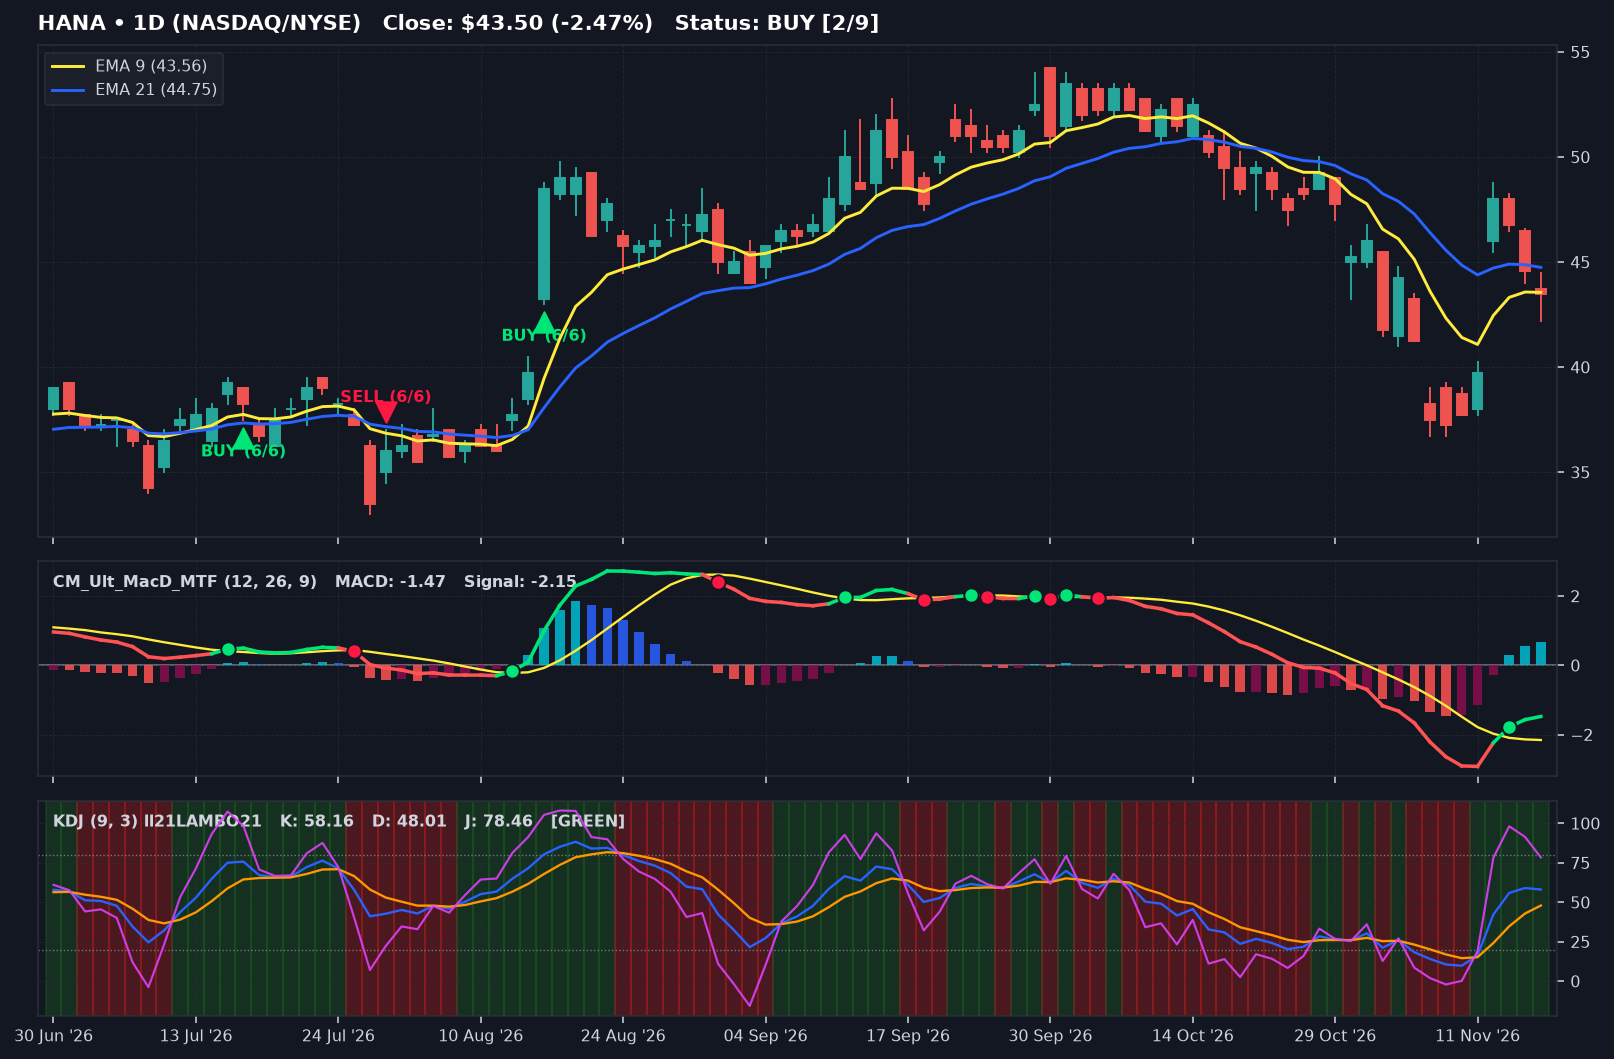 HANA • 1D (NASDAQ/NYSE)   Close: $43.50 (-2.47%)   Status: BUY [2/9]
EMA 9 (43.56)
EMA 21 (44.75)
55
50
45
40
35
SELL (6/6)
BUY (6/6)
BUY (6/6)
CM_Ult_MacD_MTF (12, 26, 9)   MACD: -1.47   Signal: -2.15
2
0
−2
KDJ (9, 3) II21LAMBO21   K: 58.16   D: 48.01   J: 78.46   [GREEN]
100
75
50
25
0
30 Jun '26
13 Jul '26
24 Jul '26
10 Aug '26
24 Aug '26
04 Sep '26
17 Sep '26
30 Sep '26
14 Oct '26
29 Oct '26
11 Nov '26